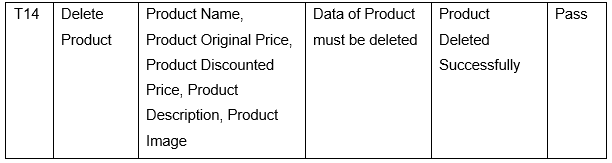 T14
Delete
Product
Product Name,
Product Original Price,
Product Discounted
Price, Product
Description, Product
Image
Data of Product
must be deleted
Product
Deleted
Successfully
Pass